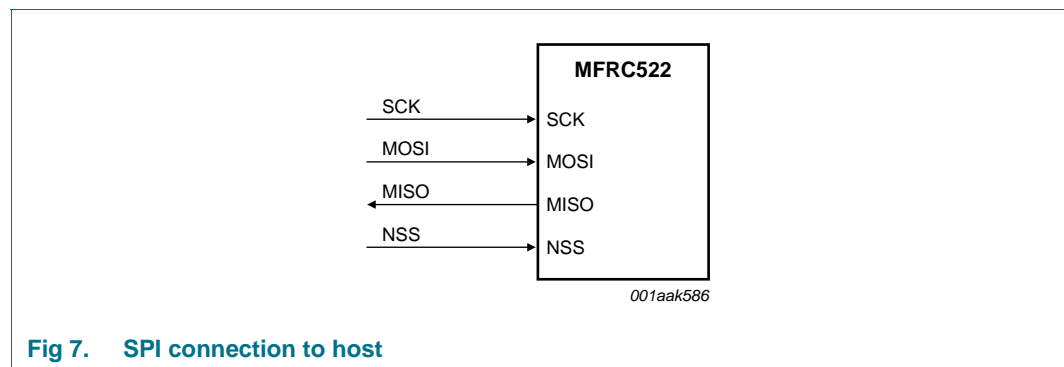 MFRC522
SCK SCK
MOSI MOSI
MISO MISO
NSS NSS
001aak586
Fig 7. SPI connection to host